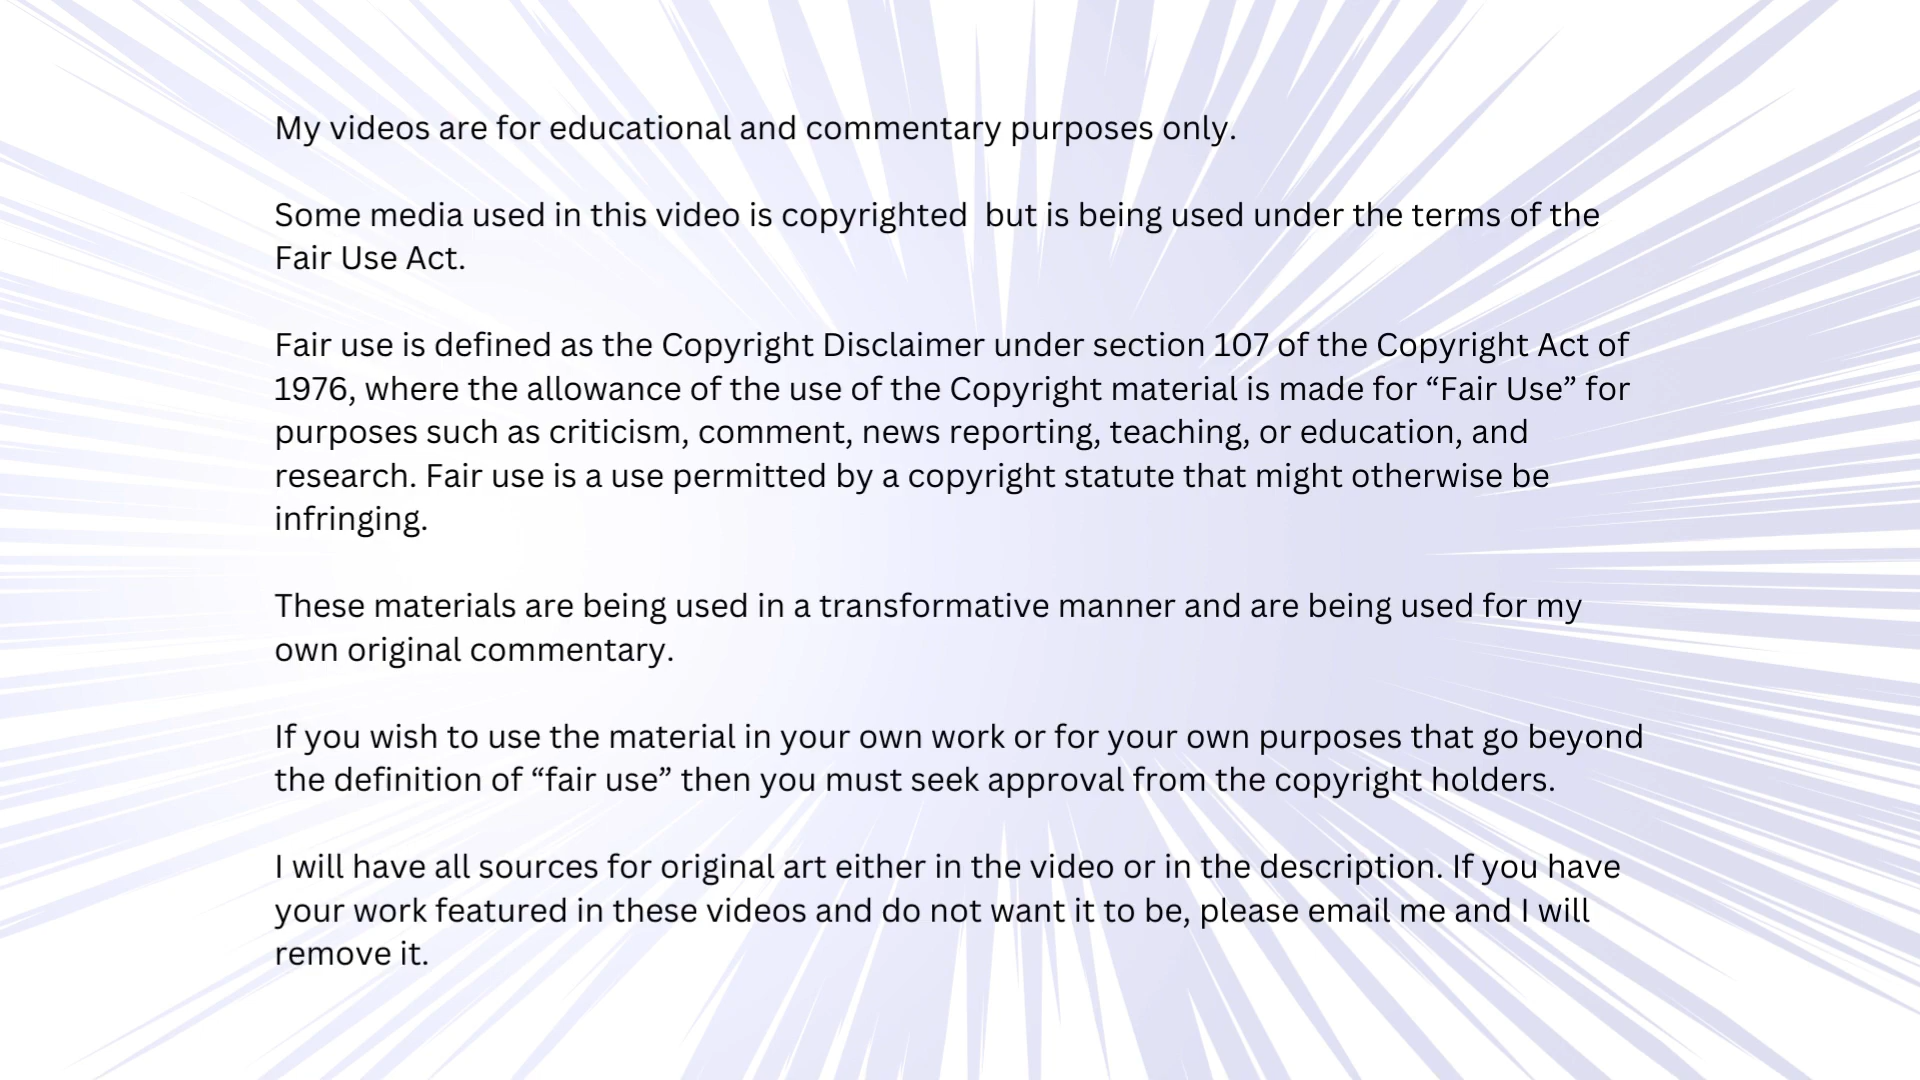 My videos are for educational and commentary purposes only.
Some media used in this video is copyrighted  but is being used under the terms of the
Fair Use Act.
Fair use is defined as the Copyright Disclaimer under section 107 of the Copyright Act of
1976, where the allowance of the use of the Copyright material is made for “Fair Use” for
purposes such as criticism, comment, news reporting, teaching, or education, and
research. Fair use is a use permitted by a copyright statute that might otherwise be
infringing.
These materials are being used in a transformative manner and are being used for my
own original commentary.
If you wish to use the material in your own work or for your own purposes that go beyond
the definition of “fair use” then you must seek approval from the copyright holders.
I will have all sources for original art either in the video or in the description. If you have
your work featured in these videos and do not want it to be, please email me and I will
remove it.